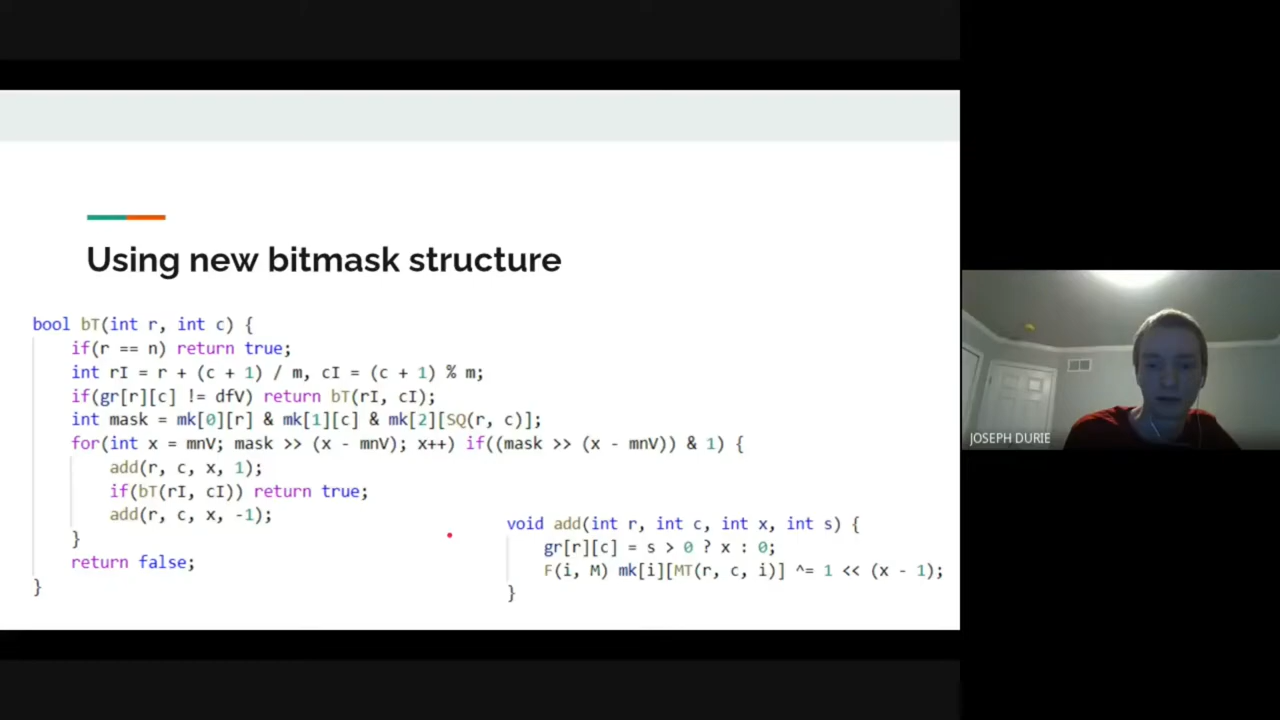 Using new bitmask structure
bool bT(int r, int c) {
if(r == n) return true;
int rI = r + (c + 1) / m, cI = (c + 1) % m;
if(gr[r][c] != dfV) return bT(rI, cI);
int mask = mk[0][r] & mk[1][c] & mk[2][SQ(r, c)];
for(int x = mnV; mask >> (x - mnV); x++) if((mask >> (x - mnV)) & 1) {
add(r, c, x, 1);
if(bT(rI, cI)) return true;
add(r, c, x, -1);
}
return false;
}
void add(int r, int c, int x, int s) {
gr[r][c] = s > 0 ? x : 0;
F(i, M) mk[i][MT(r, c, i)] ^= 1 << (x - 1);
}
JOSEPH DURIE